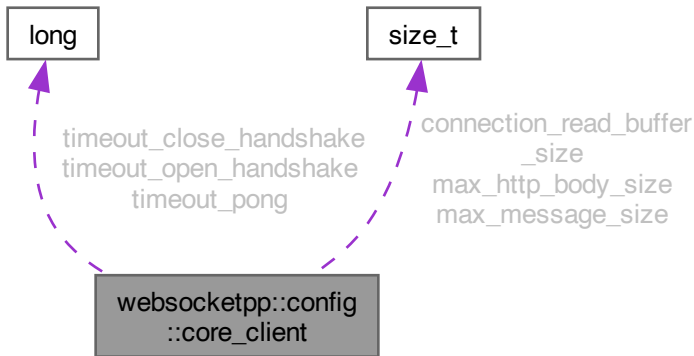 long
size_t
timeout_close_handshake
timeout_open_handshake
timeout_pong
connection_read_buffer
_size
max_http_body_size
max_message_size
websocketpp::config
::core_client